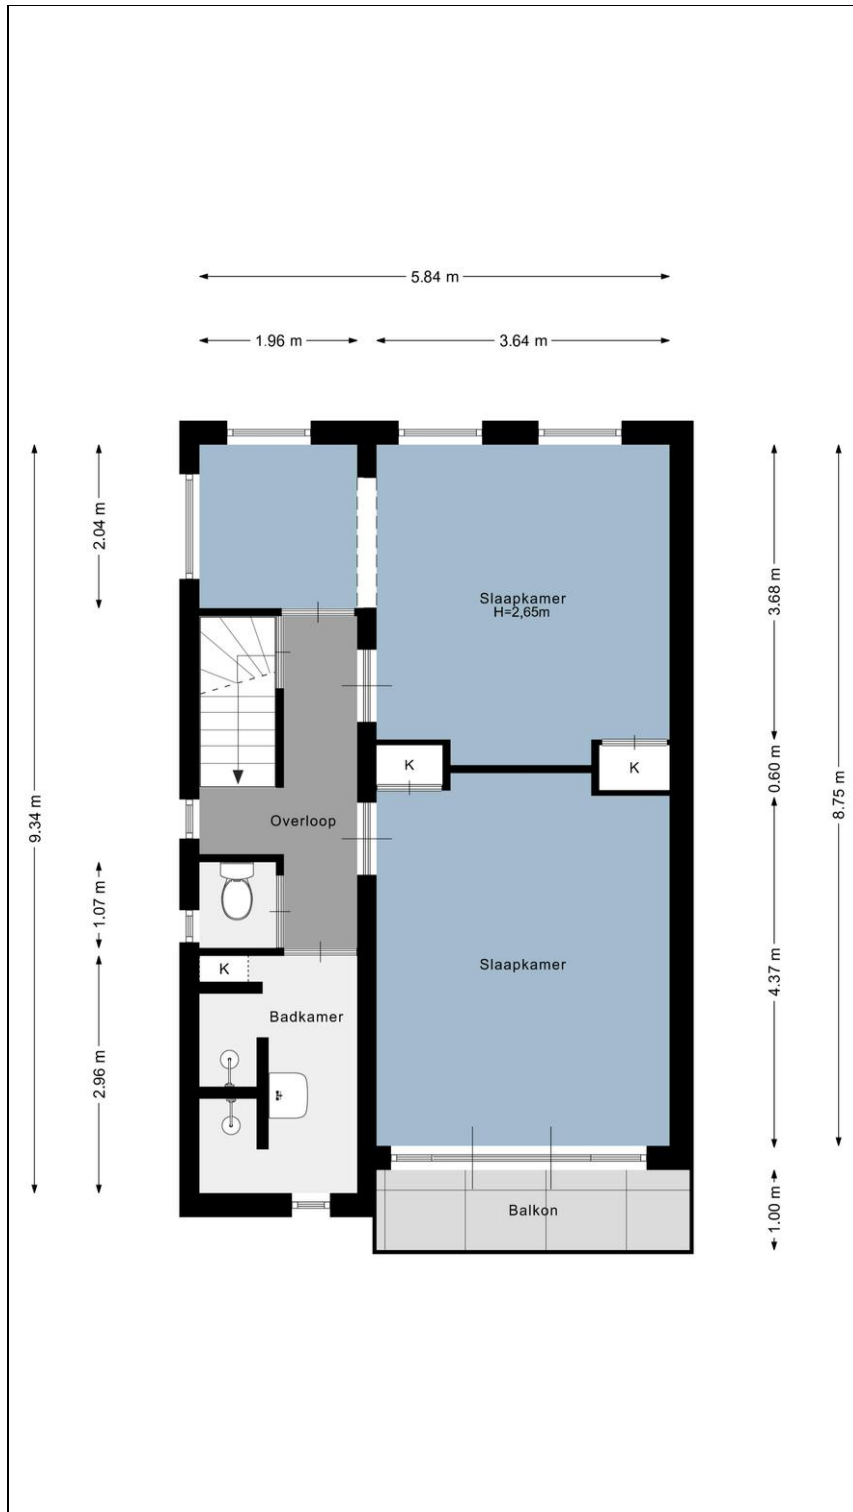 5.84 m
1.96 m
3.64 m
2.04 m
3.68 m
Slaapkamer
H=2,65m
K
K
0.60 m
9.34 m
8.75 m
Overloop
1.07 m
K
Slaapkamer
4.37 m
Badkamer
2.96 m
Balkon
1.00 m